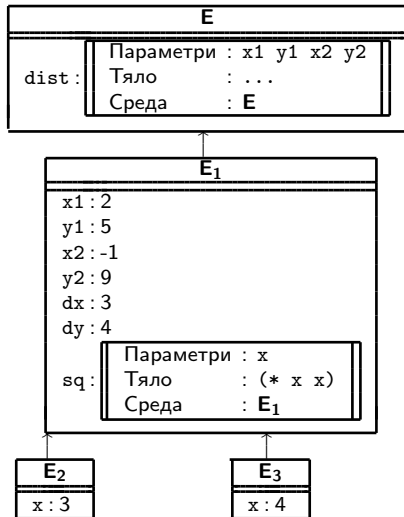 E
Параметри : x1 y1 x2 y2
dist : Тяло : ...
Среда : E
E1
x1 : 2
y1 : 5
x2 : -1
y2 : 9
dx : 3
dy : 4
Параметри : x
sq : Тяло : (* x x)
Среда : E1
E2 E3
x : 3 x : 4